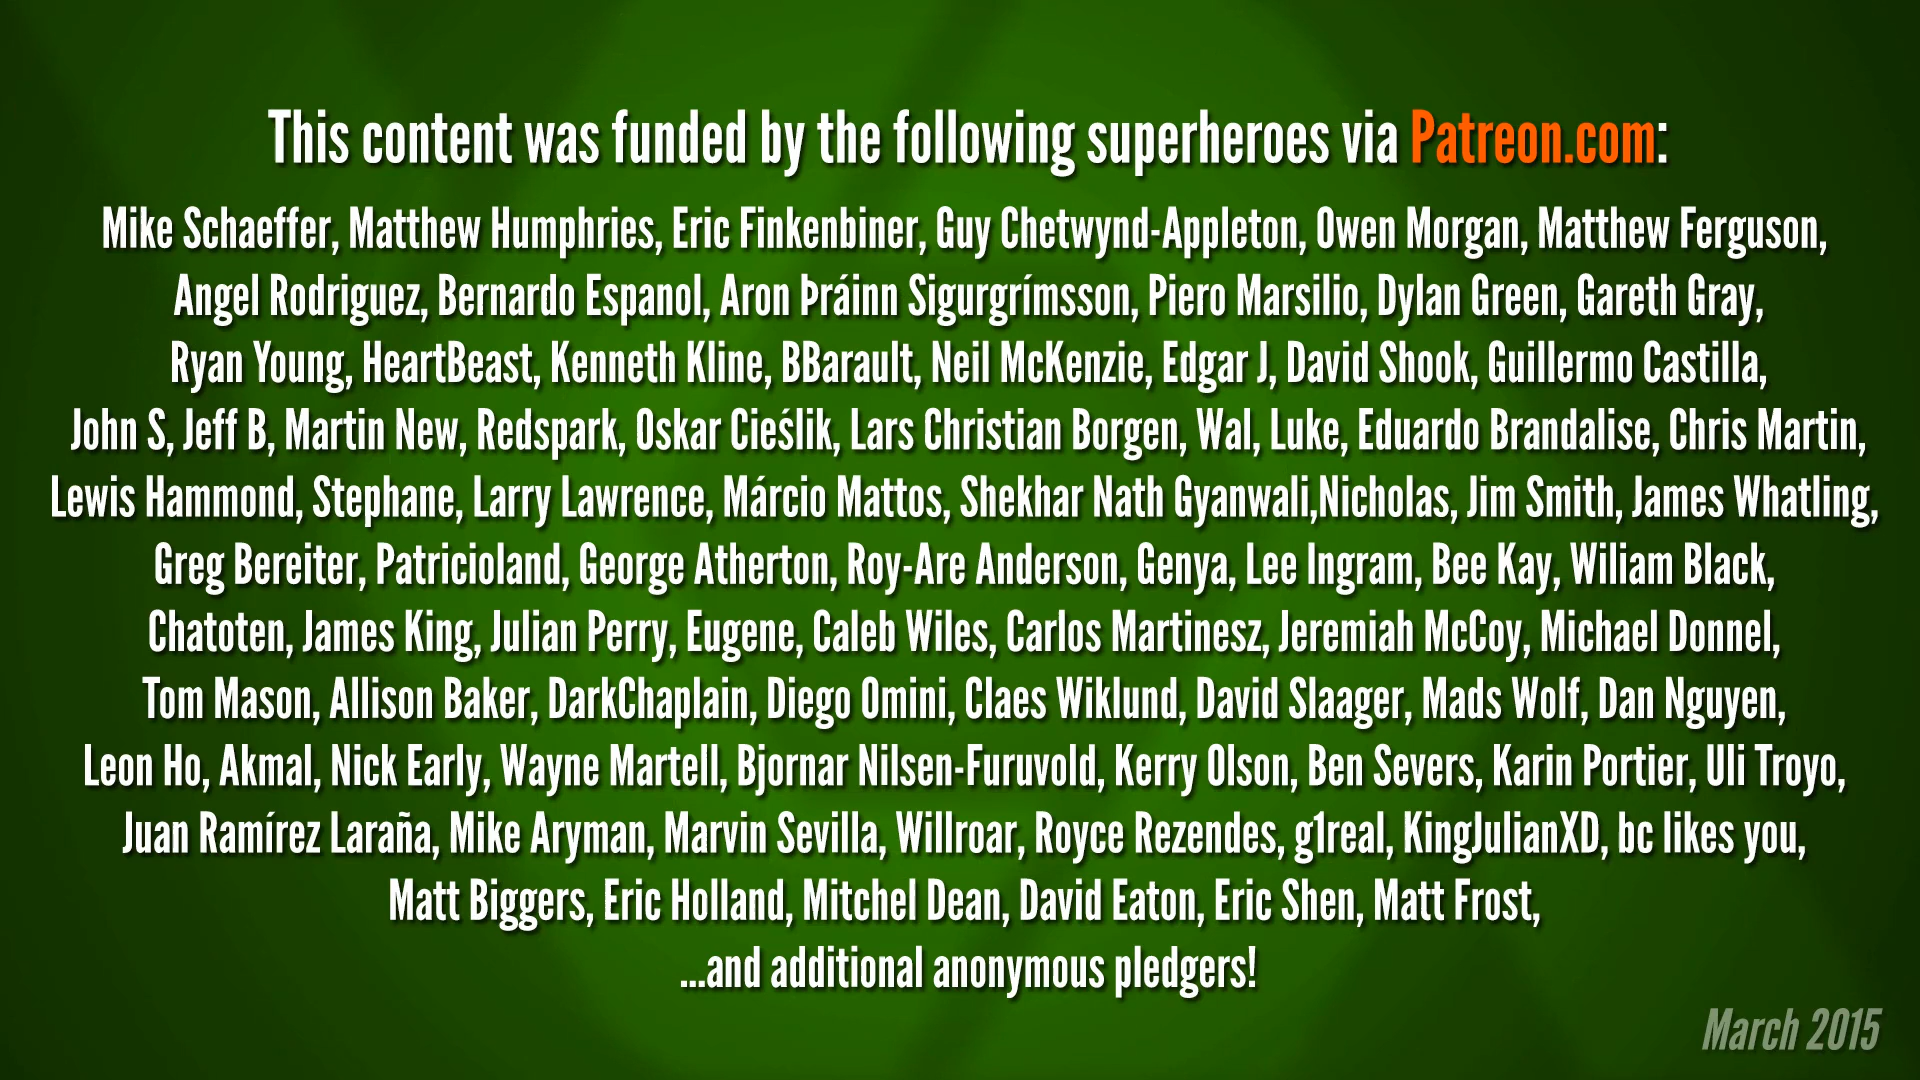 This content was funded by the following superheroes via Patreon.com:
Mike Schaeffer, Matthew Humphries, Eric Finkenbiner, Guy Chetwynd-Appleton, Owen Morgan, Matthew Ferguson,
Angel Rodriguez, Bernardo Espanol, Aron Þráinn Sigurgrímsson, Piero Marsilio, Dylan Green, Gareth Gray,
Ryan Young, HeartBeast, Kenneth Kline, BBarault, Neil McKenzie, Edgar J, David Shook, Guillermo Castilla,
John S, Jeff B, Martin New, Redspark, Oskar Cieślik, Lars Christian Borgen, Wal, Luke, Eduardo Brandalise, Chris Martin,
Lewis Hammond, Stephane, Larry Lawrence, Márcio Mattos, Shekhar Nath Gyanwali,Nicholas, Jim Smith, James Whatling,
Greg Bereiter, Patricioland, George Atherton, Roy-Are Anderson, Genya, Lee Ingram, Bee Kay, Wiliam Black,
Chatoten, James King, Julian Perry, Eugene, Caleb Wiles, Carlos Martinesz, Jeremiah McCoy, Michael Donnel,
Tom Mason, Allison Baker, DarkChaplain, Diego Omini, Claes Wiklund, David Slaager, Mads Wolf, Dan Nguyen,
Leon Ho, Akmal, Nick Early, Wayne Martell, Bjornar Nilsen-Furuvold, Kerry Olson, Ben Severs, Karin Portier, Uli Troyo,
Juan Ramírez Laraña, Mike Aryman, Marvin Sevilla, Willroar, Royce Rezendes, g1real, KingJulianXD, bc likes you,
Matt Biggers, Eric Holland, Mitchel Dean, David Eaton, Eric Shen, Matt Frost,
...and additional anonymous pledgers!
March 2015